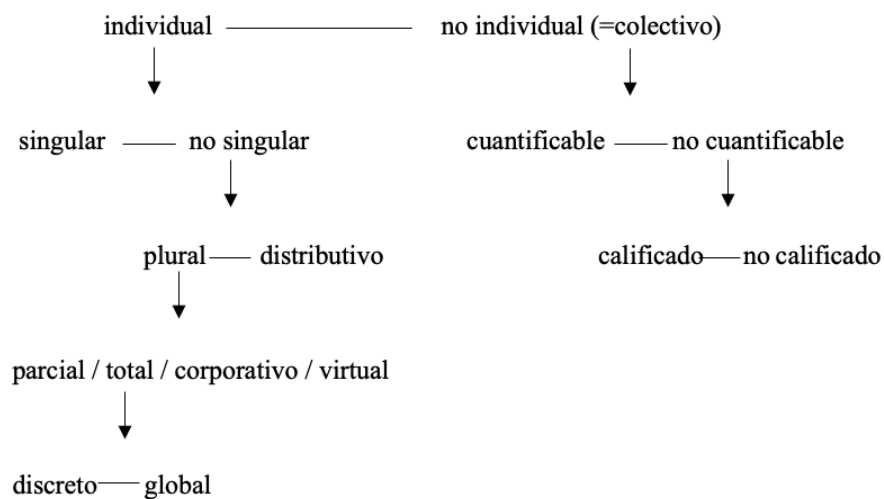 individual no individual (=colectivo)
singular no singular cuantificable no cuantificable
plural distributivo calificado no calificado
parcial / total / corporativo / virtual
discreto global